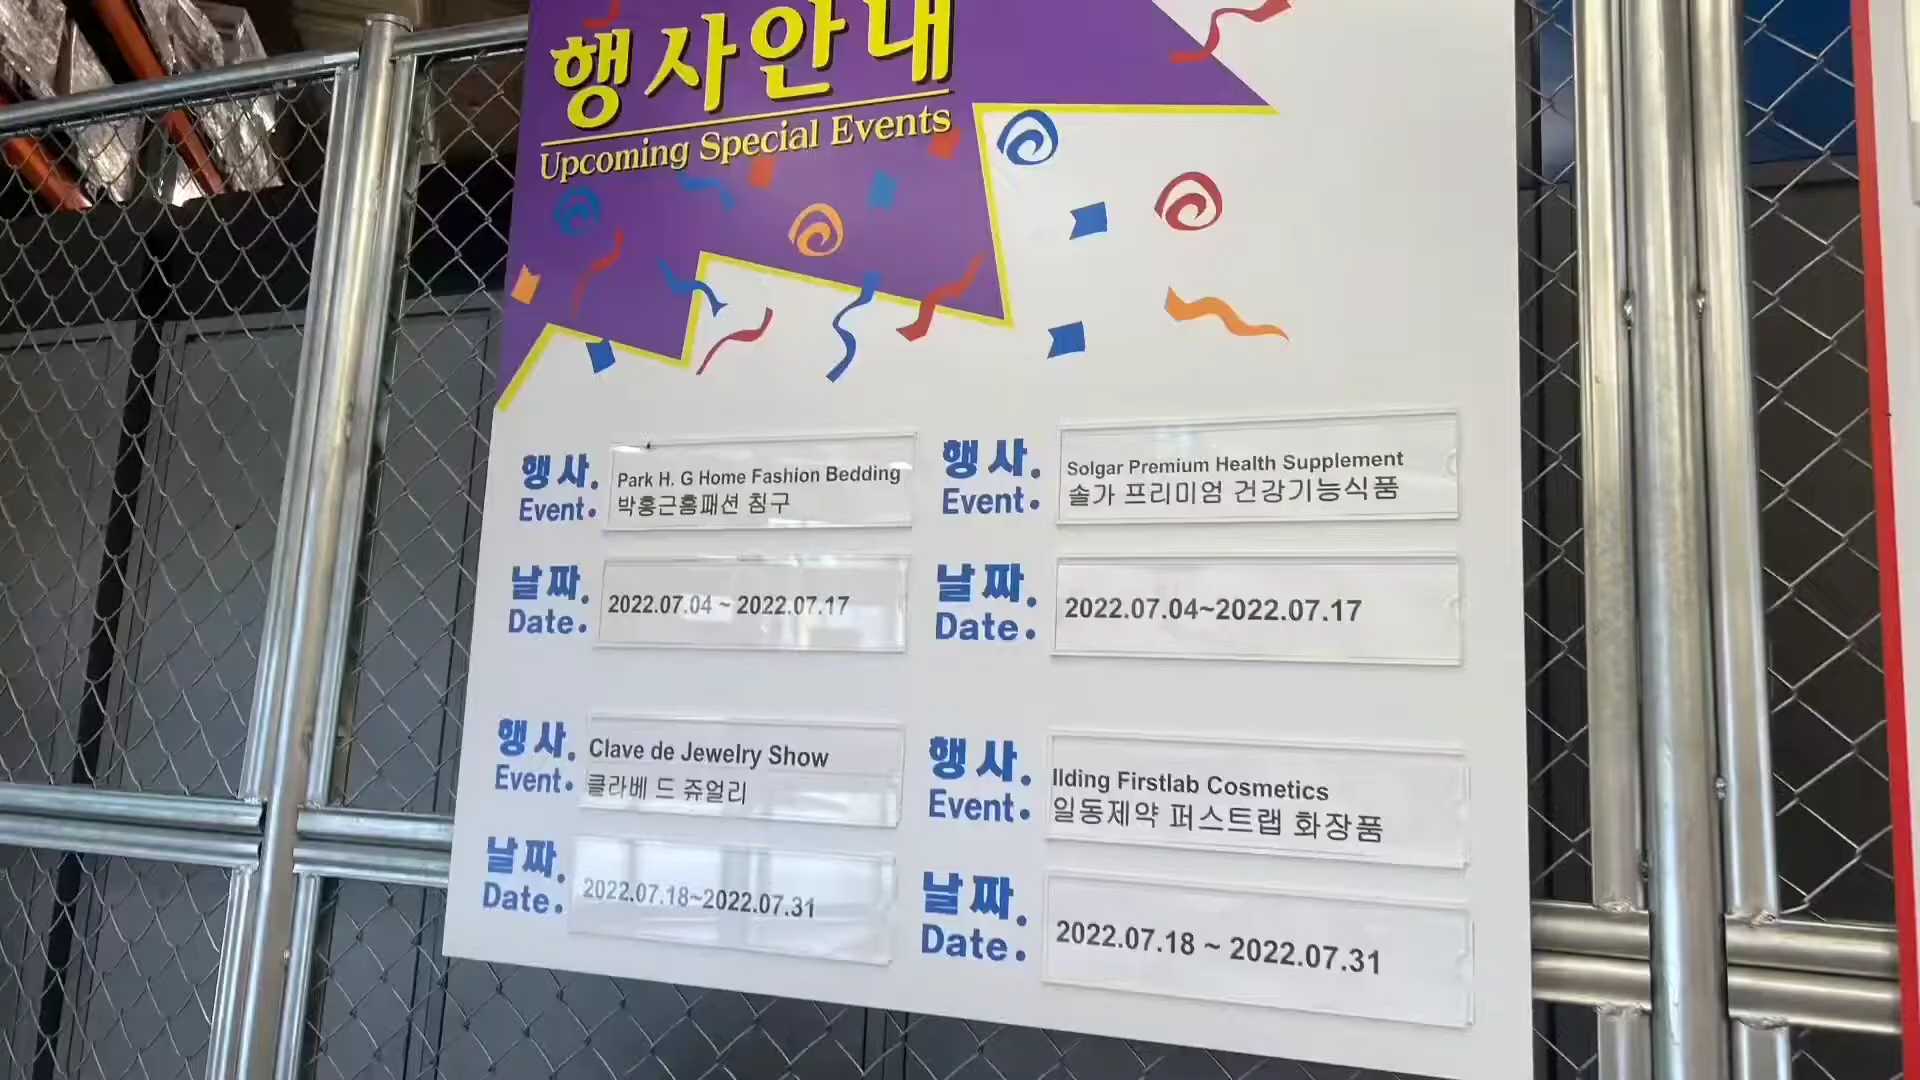 행사안내
Upcoming Special Events
행사.
Event.
Park H. G Home Fashion Bedding
박홍근홈패션 침구
날짜.
Date.
2022.07.04 ~ 2022.07.17
행사.
Event.
Solgar Premium Health Supplement
솔가 프리미엄 건강기능식품
날짜.
Date.
2022.07.04~2022.07.17
행사.
Event.
Clave de Jewelry Show
클라베 드 쥬얼리
날짜.
Date.
2022.07.18~2022.07.31
행사.
Event.
Ilding Firstlab Cosmetics
일동제약 퍼스트랩 화장품
날짜.
Date.
2022.07.18 ~ 2022.07.31